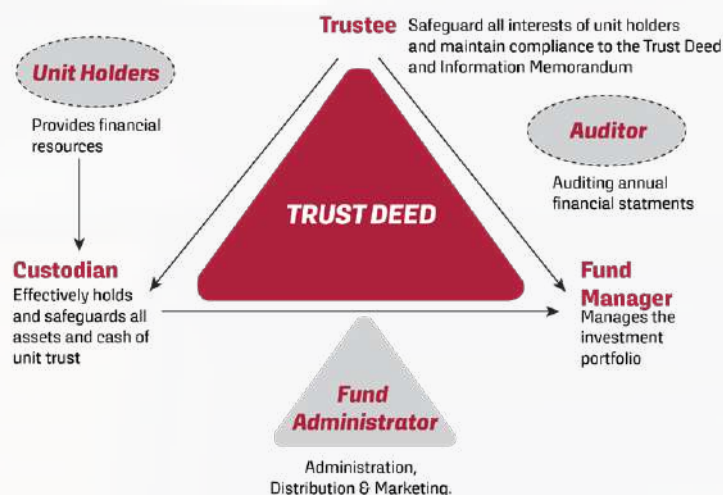 Trustee
Safeguard all interests of unit holders
and maintain compliance to the Trust Deed
and Information Memorandum
Unit Holders
Provides financial
resources
Auditor
Auditing annual
financial statments
TRUST DEED
Custodian
Effectively holds
and safeguards all
assets and cash of
unit trust
Fund
Manager
Manages the
investment
portfolio
Fund
Administrator
Administration,
Distribution & Marketing.